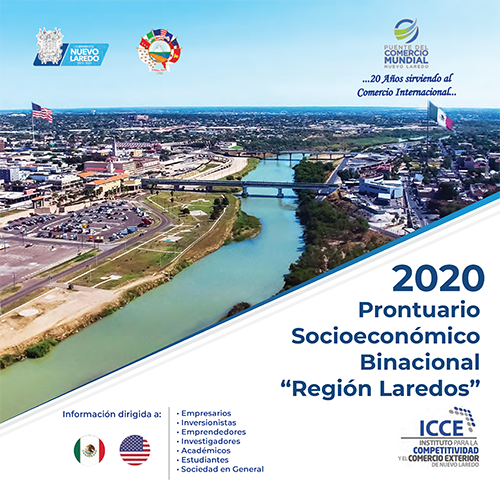 NUEVO
LAREDO
PUENTE DEL
COMERCIO
MUNDIAL
NUEVO LAREDO
...20 Años sirviendo al
Comercio Internacional...
2020
Prontuario
Socioeconómico
Binacional
“Región Laredos”
Información dirigida a:
• Empresarios
• Inversionistas
• Emprendedores
• Investigadores
• Académicos
• Estudiantes
• Sociedad en General
ICCE
INSTITUTO PARA LA
COMPETITIVIDAD
Y EL COMERCIO EXTERIOR
DE NUEVO LAREDO